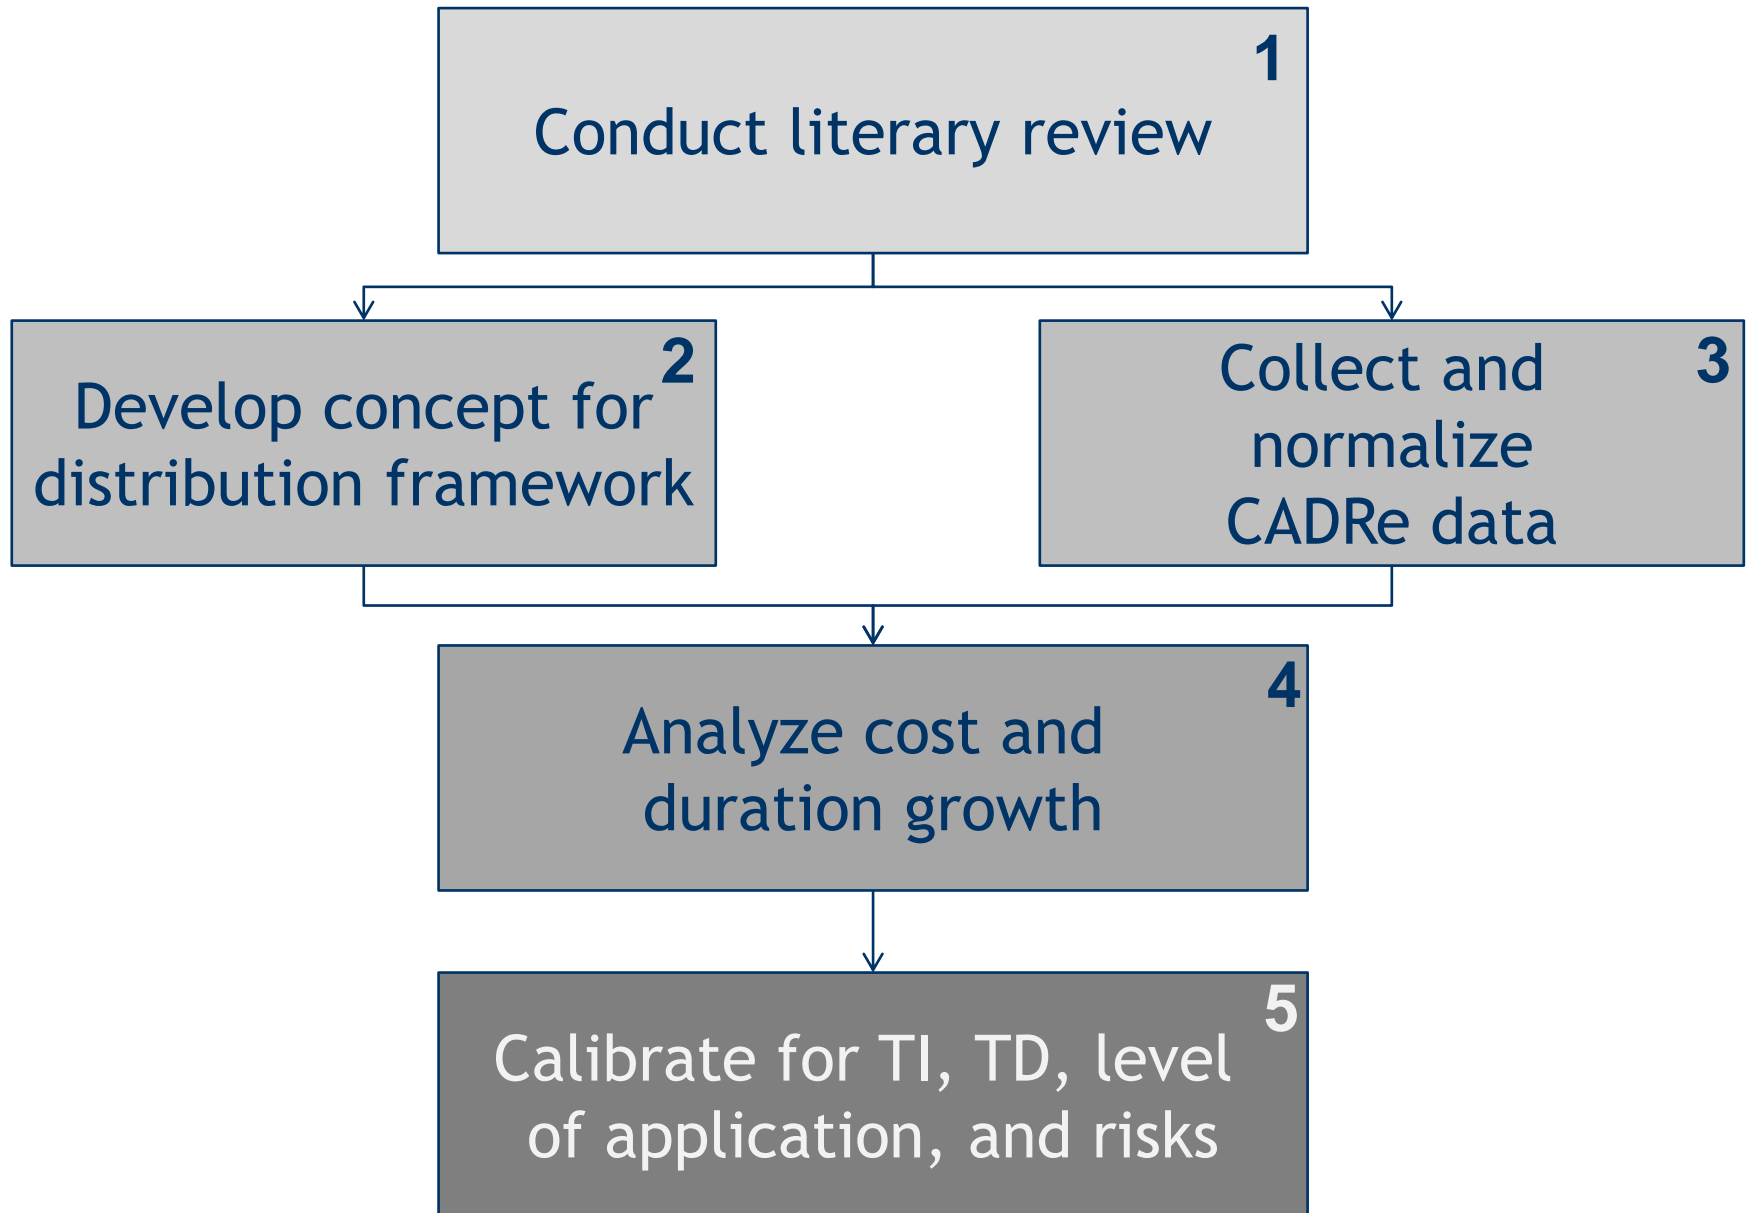 1
Conduct literary review
2
Develop concept for
distribution framework
3
Collect and
normalize
CADRe data
4
Analyze cost and
duration growth
5
Calibrate for TI, TD, level
of application, and risks